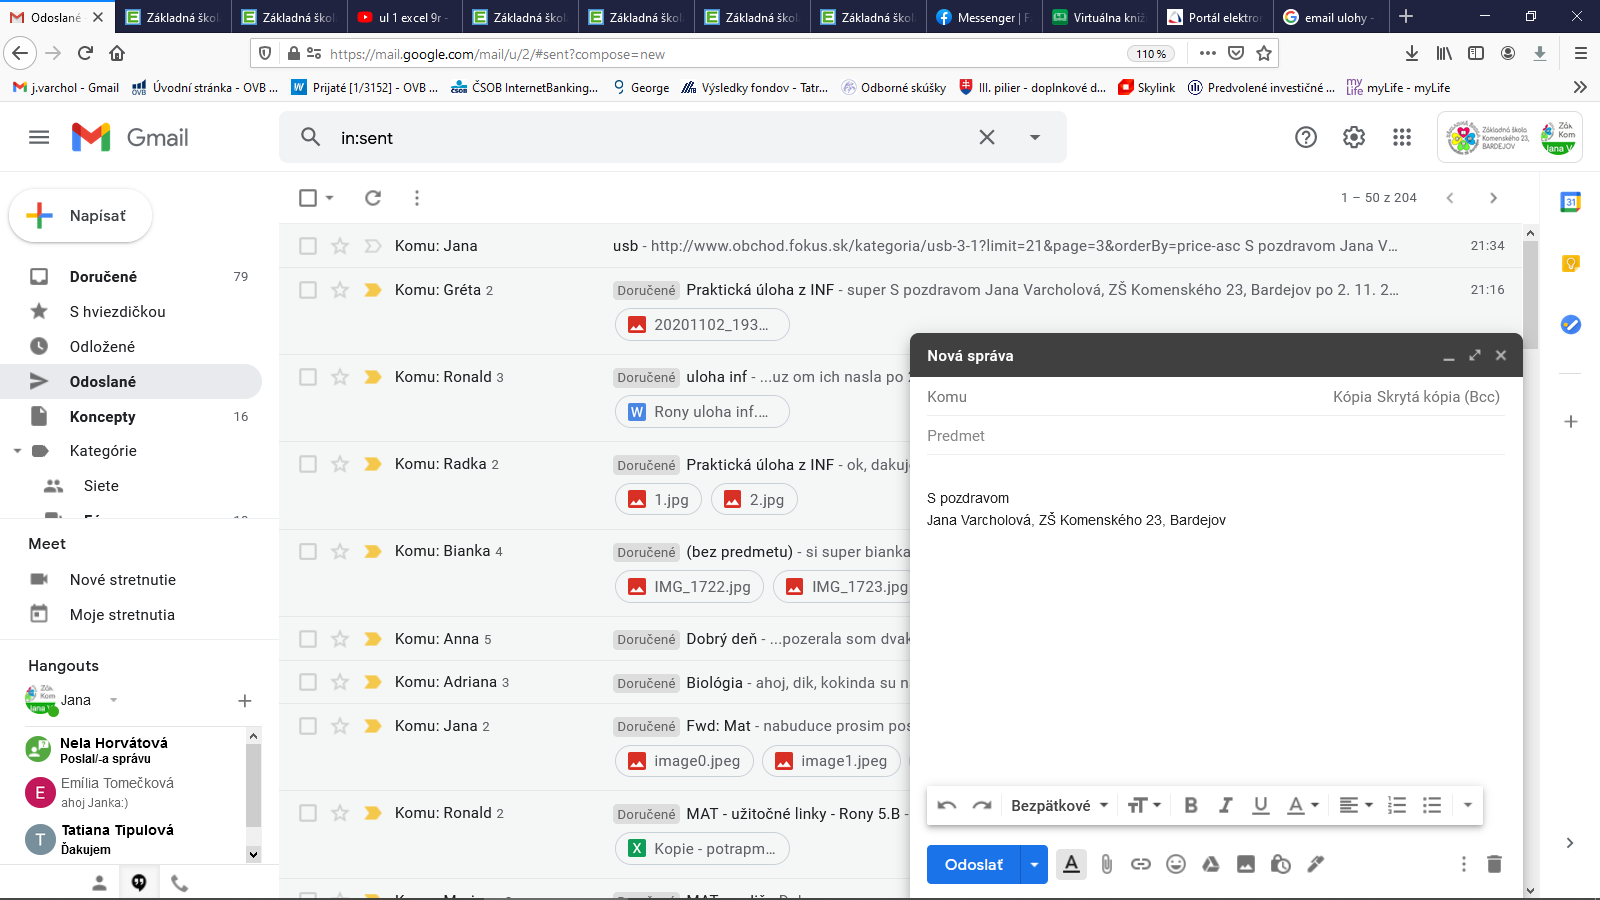 Odoslané -
Základná škol
Základná škol
ul 1 excel 9r -
Základná škol
Základná škol
Základná škol
Základná škol
Messenger | F
Virtuálna kniž
Portál elektror
email ulohy -
https://mail.google.com/mail/u/2/#sent?compose=new
110 %
j.varchol - Gmail
Úvodní stránka - OVB ...
Prijaté [1/3152] - OVB ...
ČSOB InternetBanking...
George
Výsledky fondov - Tatr...
Odborné skúšky
III. pilier - doplnkové d...
Skylink
Predvolené investičné ...
myLife - myLife
Gmail
in:sent
Základná škola
Komenského 23,
BARDEJOV
Napísať
1 – 50 z 204
Doručené 79
S hviezdičkou
Odložené
Odoslané
Koncepty 16
Kategórie
Siete
Meet
Nové stretnutie
Moje stretnutia
Hangouts
Jana
Nela Horvátová
Poslal/-a správu
Emília Tomečková
ahoj Janka:)
Tatiana Tipulová
Ďakujem
Komu: Jana usb - http://www.obchod.fokus.sk/kategoria/usb-3-1?limit=21&page=3&orderBy=price-asc S pozdravom Jana V... 21:34
Komu: Gréta 2 Doručené Praktická úloha z INF - super S pozdravom Jana Varcholová, ZŠ Komenského 23, Bardejov po 2. 11. 2... 21:16
20201102_193...
Komu: Ronald 3 Doručené uloha inf - ...uz om ich nasla po
Rony uloha inf....
Komu: Radka 2 Doručené Praktická úloha z INF - ok, dakuj
1.jpg 2.jpg
Komu: Bianka 4 Doručené (bez predmetu) - si super bianka
IMG_1722.jpg IMG_1723.jpg
Komu: Anna 5 Doručené Dobrý deň - ...pozerala som dvak
Komu: Adriana 3 Doručené Biológia - ahoj, dik, kokinda su n
Komu: Jana 2 Doručené Fwd: Mat - nabuduce prosim pos
image0.jpeg image1.jpeg
Komu: Ronald 2 Doručené MAT - užitočné linky - Rony 5.B -
Kopie - potrapm...
Nová správa
Komu Kópia Skrytá kópia (Bcc)
Predmet
S pozdravom
Jana Varcholová, ZŠ Komenského 23, Bardejov
Bezpätkové
Odoslať